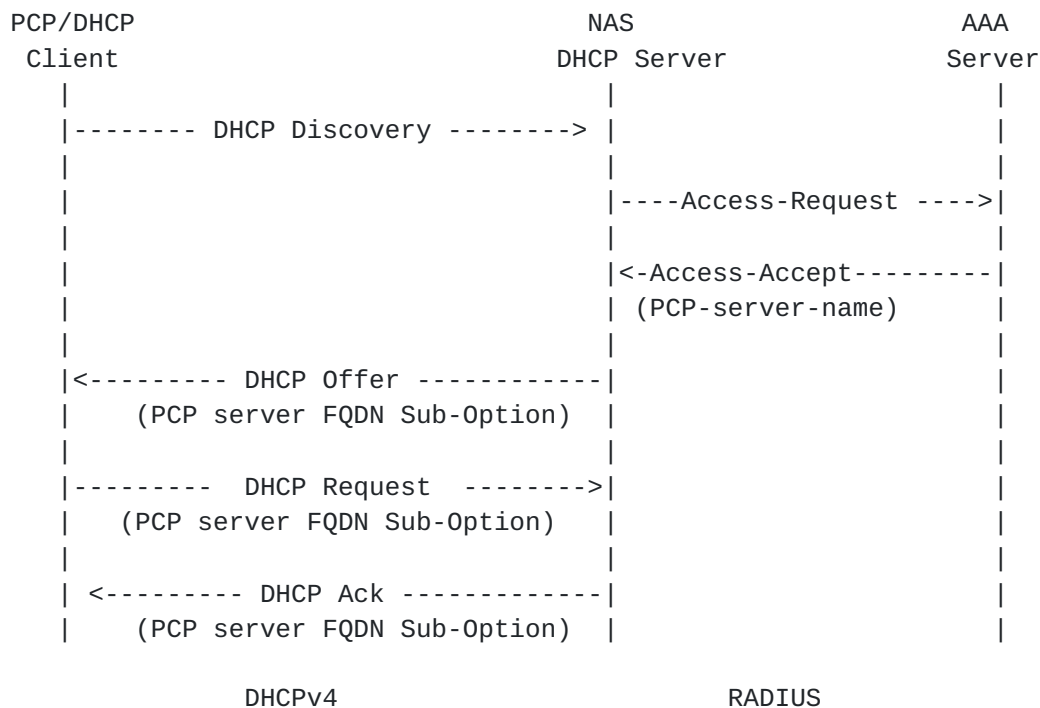 PCP/DHCP NAS AAA
Client DHCP Server Server
|-------- DHCP Discovery --------> |
|----Access-Request ---->|
|<-Access-Accept---------|
(PCP-server-name)
|<--------- DHCP Offer ------------|
(PCP server FQDN Sub-Option)
|--------- DHCP Request -------->|
(PCP server FQDN Sub-Option)
| <--------- DHCP Ack -------------|
(PCP server FQDN Sub-Option)
DHCPv4 RADIUS